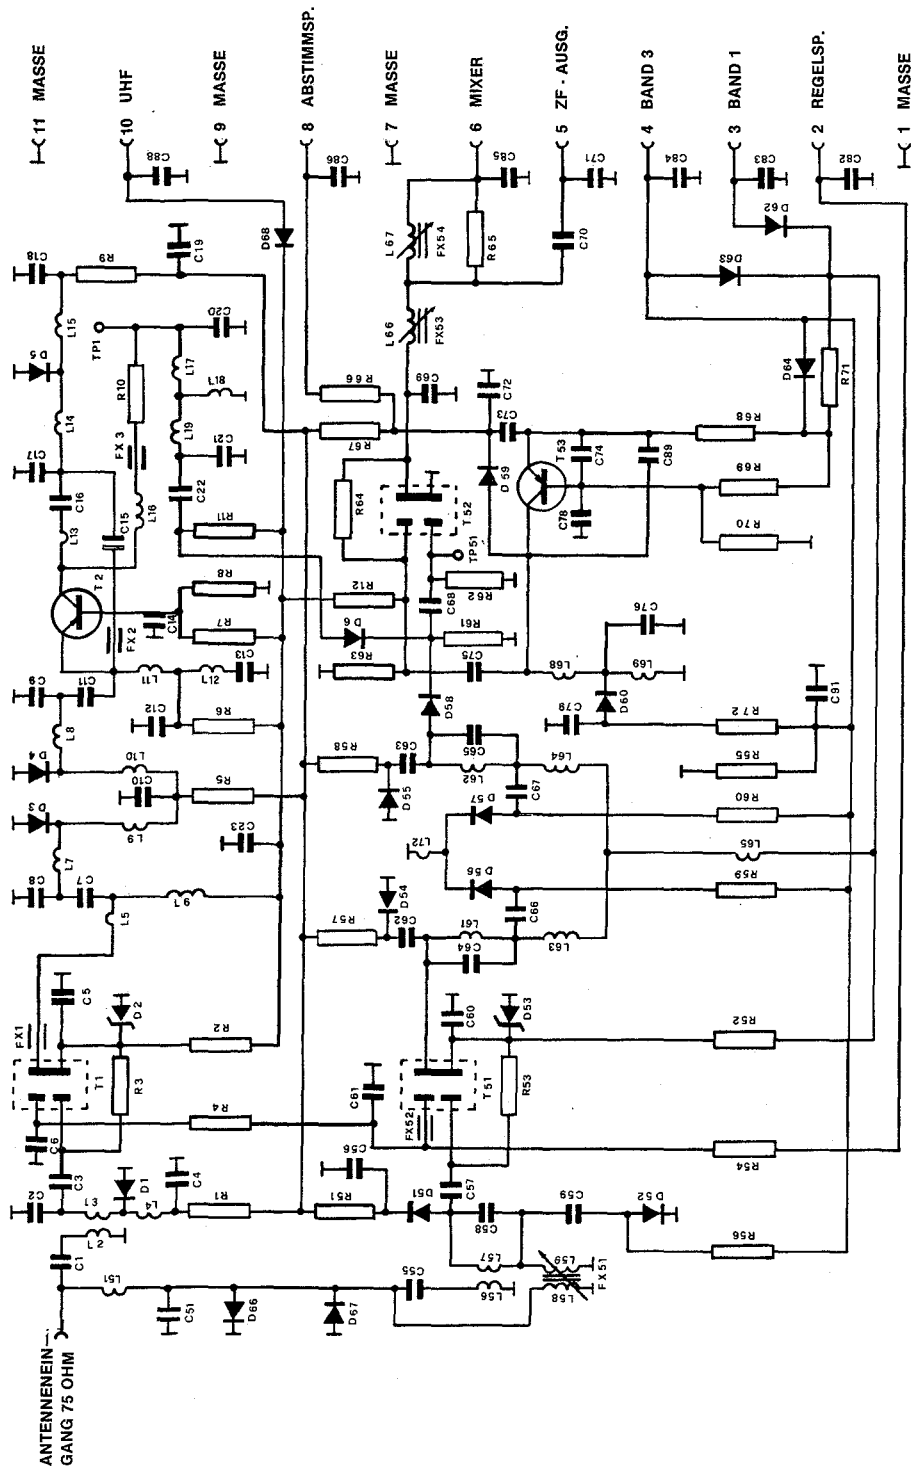 ANTENNENEIN-
GANG 75 OHM
C1
C2
L2
L3
C3
C6
T1
FX1
D1
L4
C4
R3
D2
C5
L5
C7
C8
L7
L6
D3
L9
C10
L10
D4
L8
C9
C11
FX2
L11
L12
C12
C13
C14
T2
L13
C15
C16
L16
C17
FX3
L14
R10
D5
TP1
L15
C18
R9
C19
11 MASSE
10 UHF
C88
9 MASSE
L51
C51
D66
D67
R1
R4
R2
C23
R5
R6
R7
R8
R11
C22
C21
L19
L18
L17
C20
D68
8 ABSTIMMSP.
C86
C55
L56
R51
C56
D51
C61
R57
D54
C62
L72
R58
D55
C63
R63
D6
R12
R64
R67
R66
C69
L66
FX53
L67
FX54
7 MASSE
6 MIXER
C85
R65
L57
C57
C58
FX52
T51
R53
C60
D53
C64
L61
C66
D56
D57
C67
L62
C65
D58
C75
R61
C68
R62
TP51
T52
D59
C73
C72
C70
5 ZF - AUSG.
C71
L58
L59
FX51
C59
D52
L63
L64
L68
L69
C79
D60
C76
C78
T53
C74
C89
4 BAND 3
C84
R56
R54
R52
R59
L65
R60
R55
R72
C91
R70
R69
R68
D64
R71
D63
D62
3 BAND 1
C83
2 REGELSP.
C82
1 MASSE